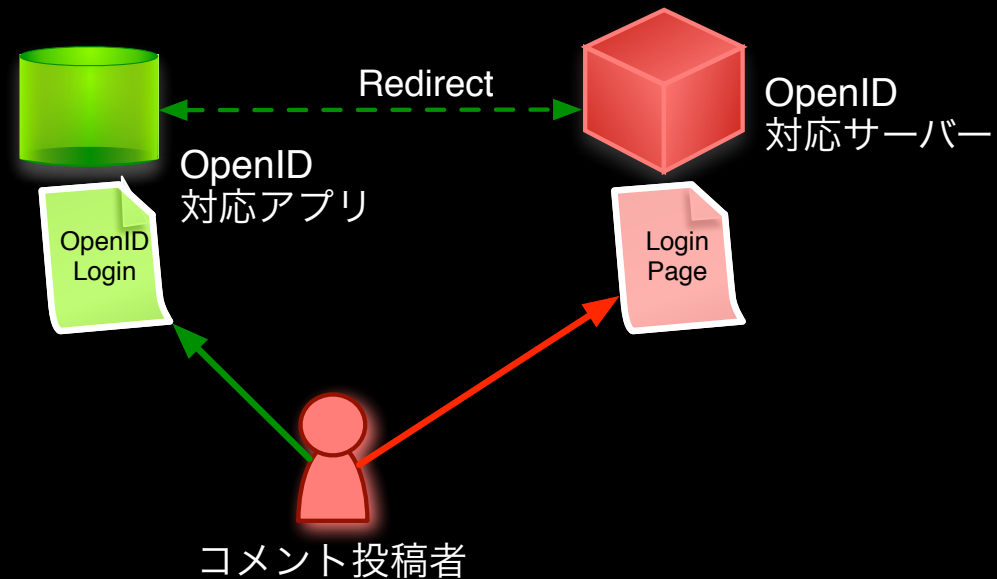 Redirect
OpenID
対応サーバー
OpenID
対応アプリ
OpenID
Login
Login
Page
コメント投稿者